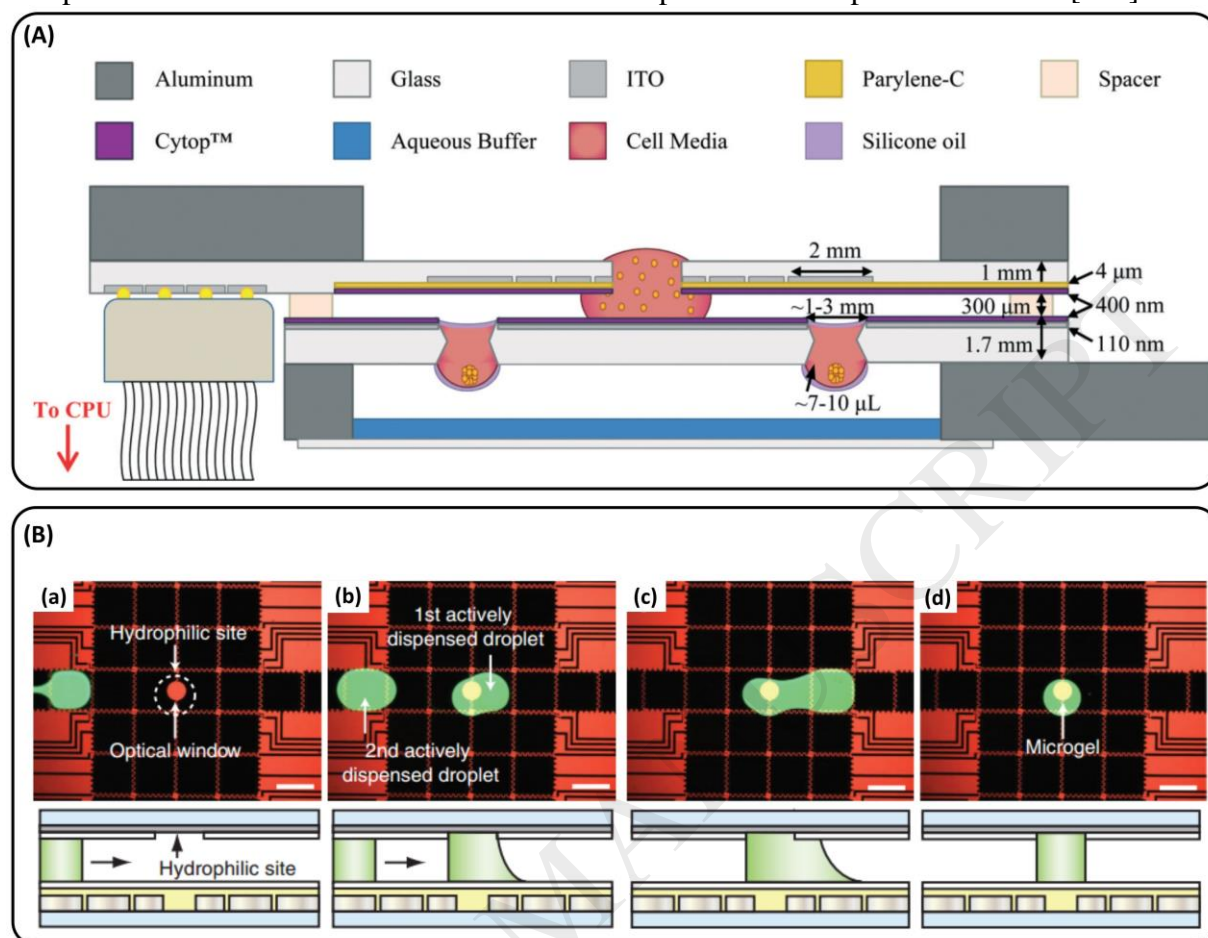 (A)
Aluminum
Glass
ITO
Parylene-C
Spacer
Cytop™
Aqueous Buffer
Cell Media
Silicone oil
2 mm
1 mm
4 μm
~1-3 mm
300 μm
400 nm
1.7 mm
110 nm
~7-10 μL
To CPU
(B)
(a)
Hydrophilic site
Optical window
(b)
1st actively
dispensed droplet
2nd actively
dispensed droplet
(c)
(d)
Microgel
Hydrophilic site